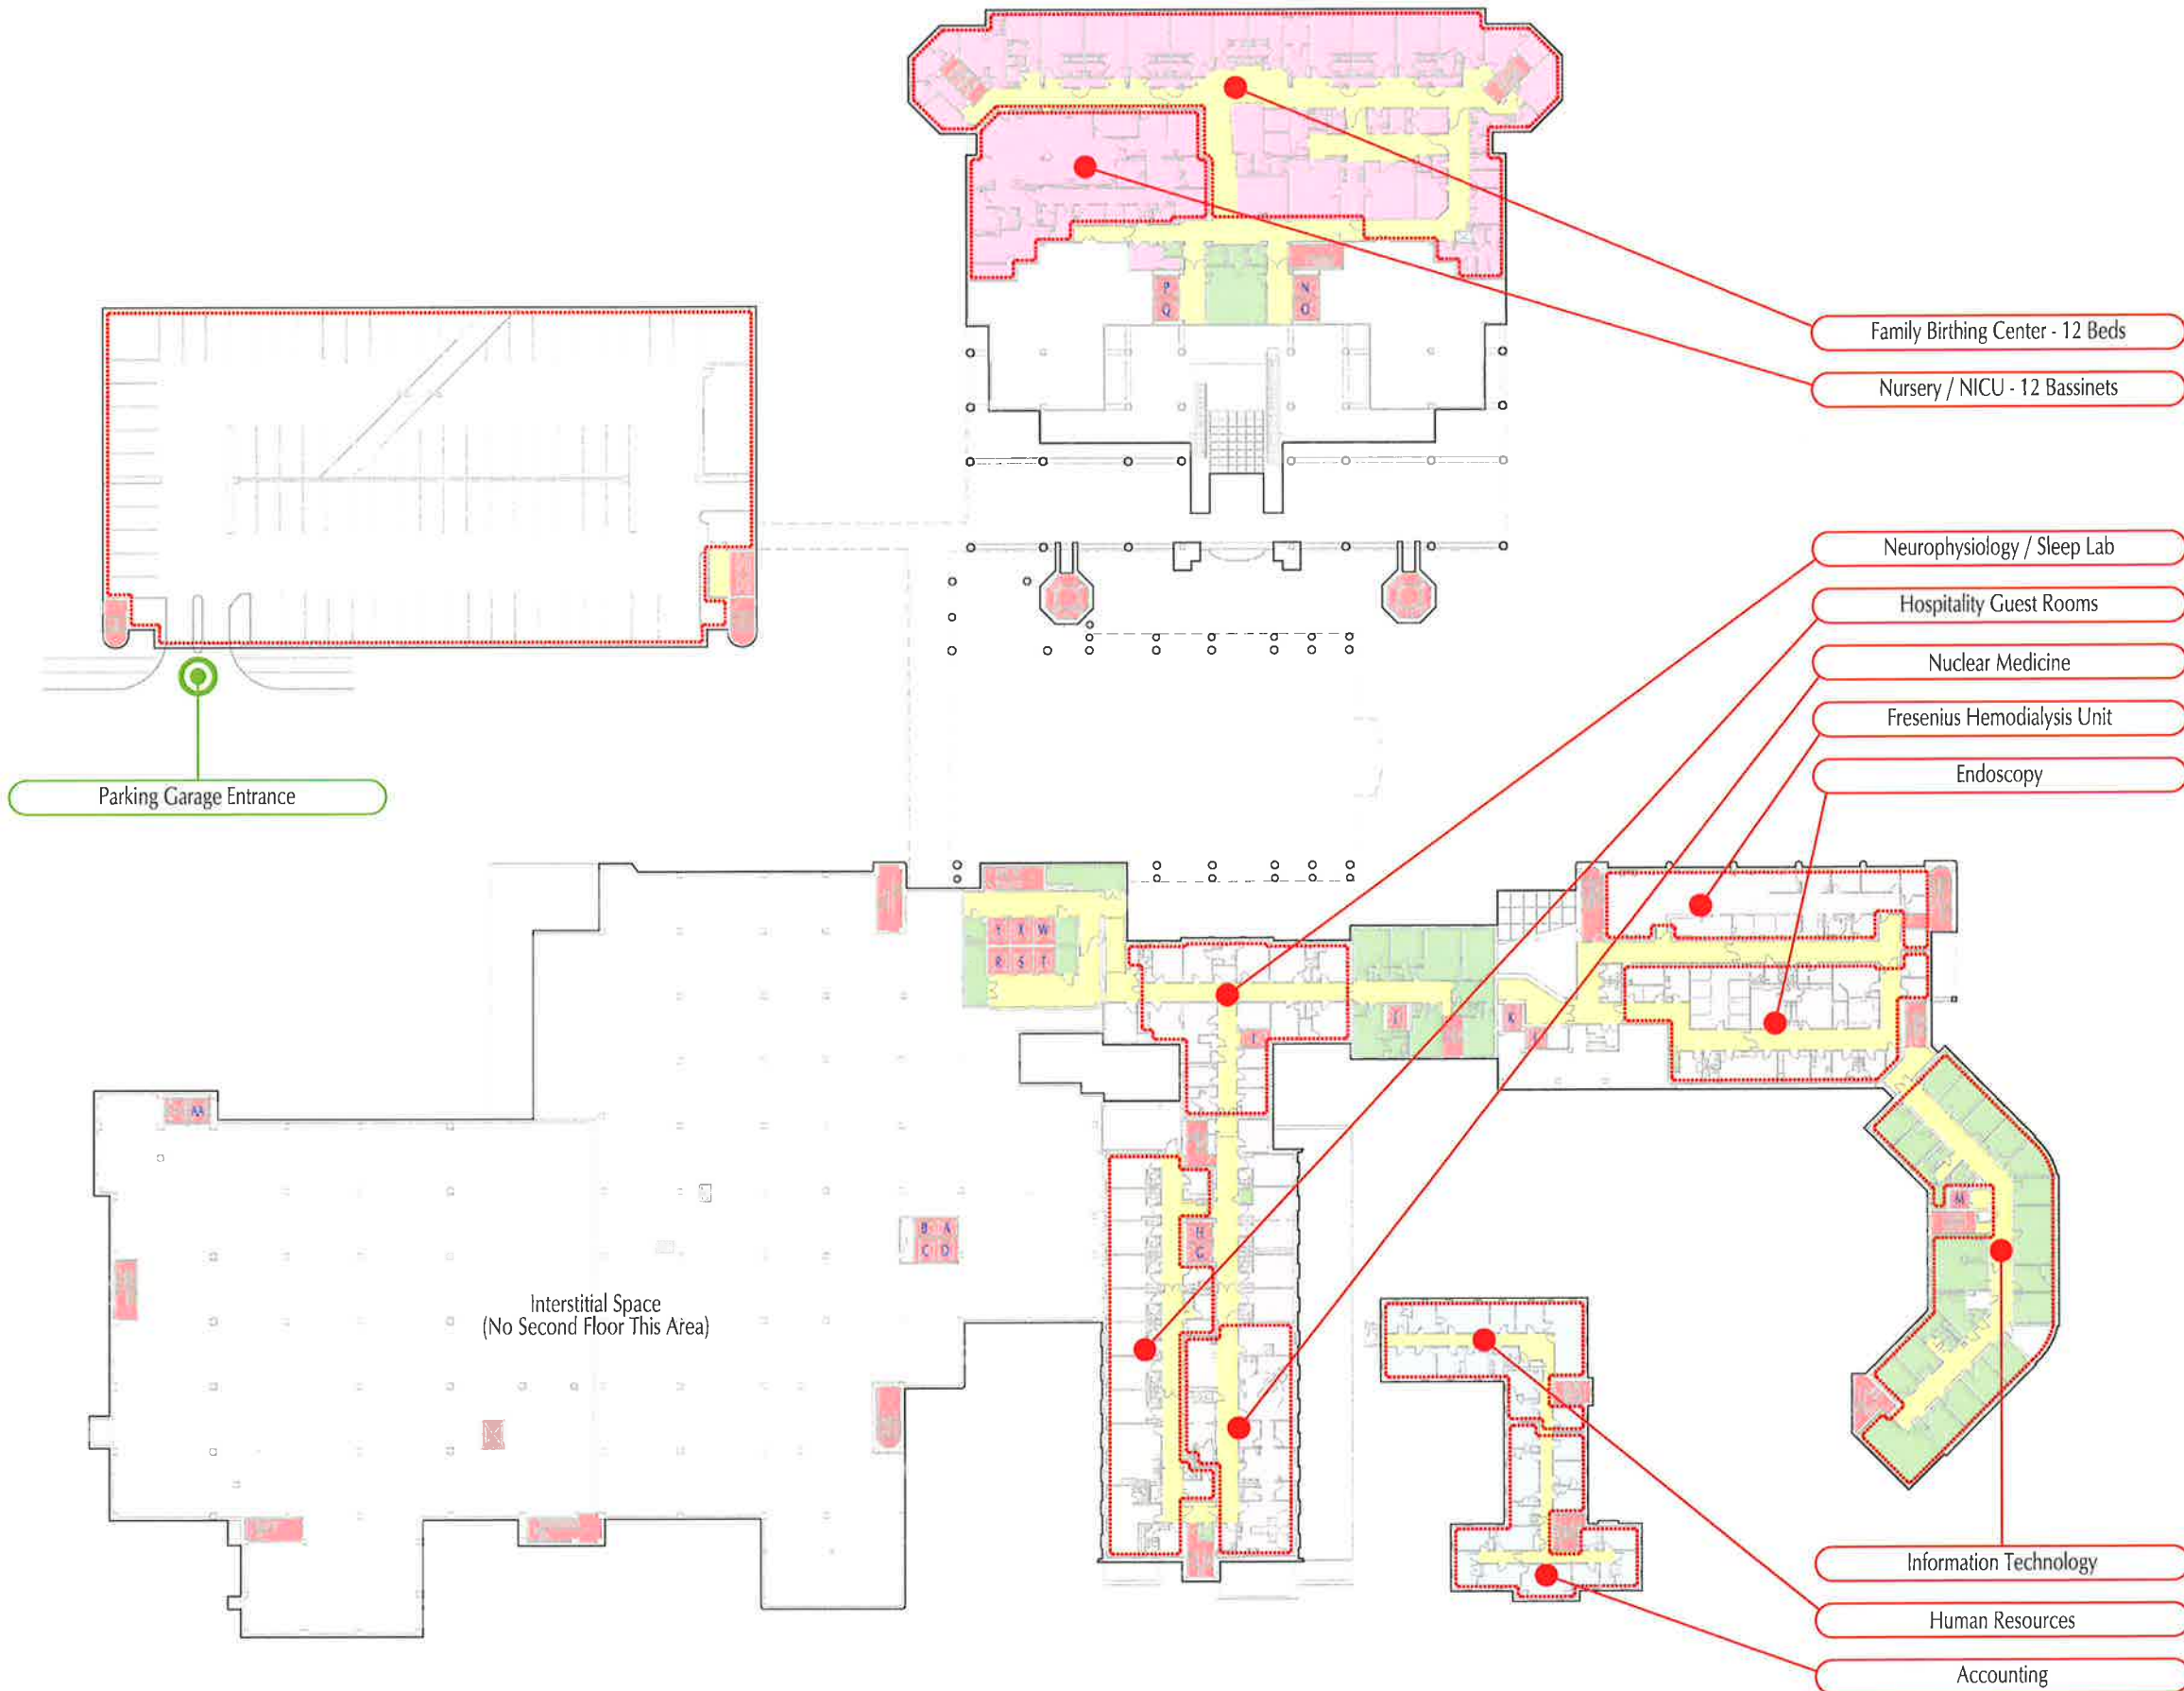 Family Birthing Center - 12 Beds
Nursery / NICU - 12 Bassinets
P
Q
N
O
Neurophysiology / Sleep Lab
Hospitality Guest Rooms
Nuclear Medicine
Fresenius Hemodialysis Unit
Endoscopy
Parking Garage Entrance
Y X W
R S T
I
J
K
L
AA
M
B A
C D
H
G
Interstitial Space
(No Second Floor This Area)
Information Technology
Human Resources
Accounting